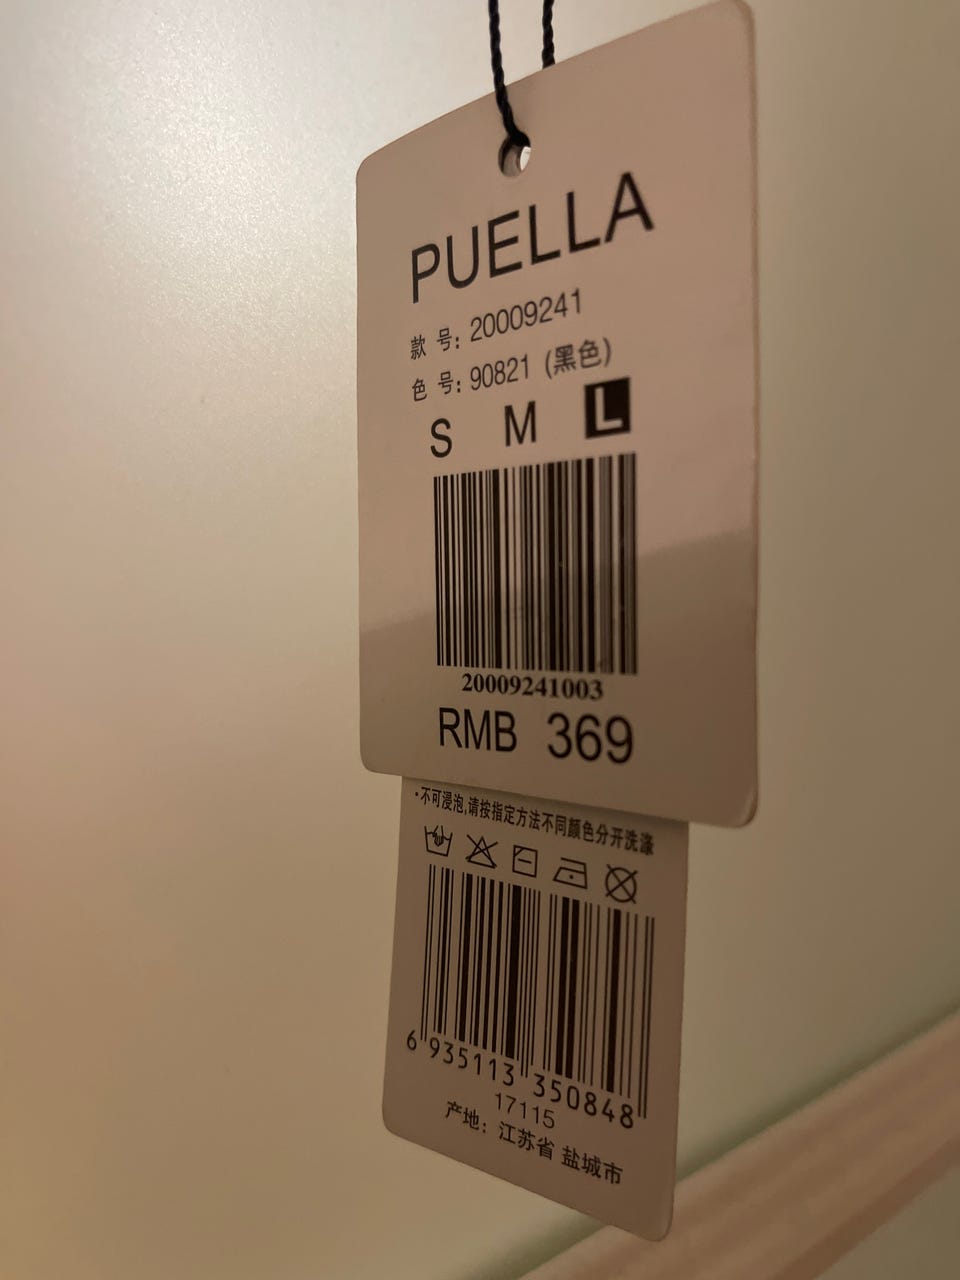 PUELLA
款 号: 20009241
色 号: 90821 (黑色)
S M L
20009241003
RMB 369
·不可浸泡,请按指定方法不同颜色分开洗涤
6 935113 350848
17115
产地: 江苏省 盐城市